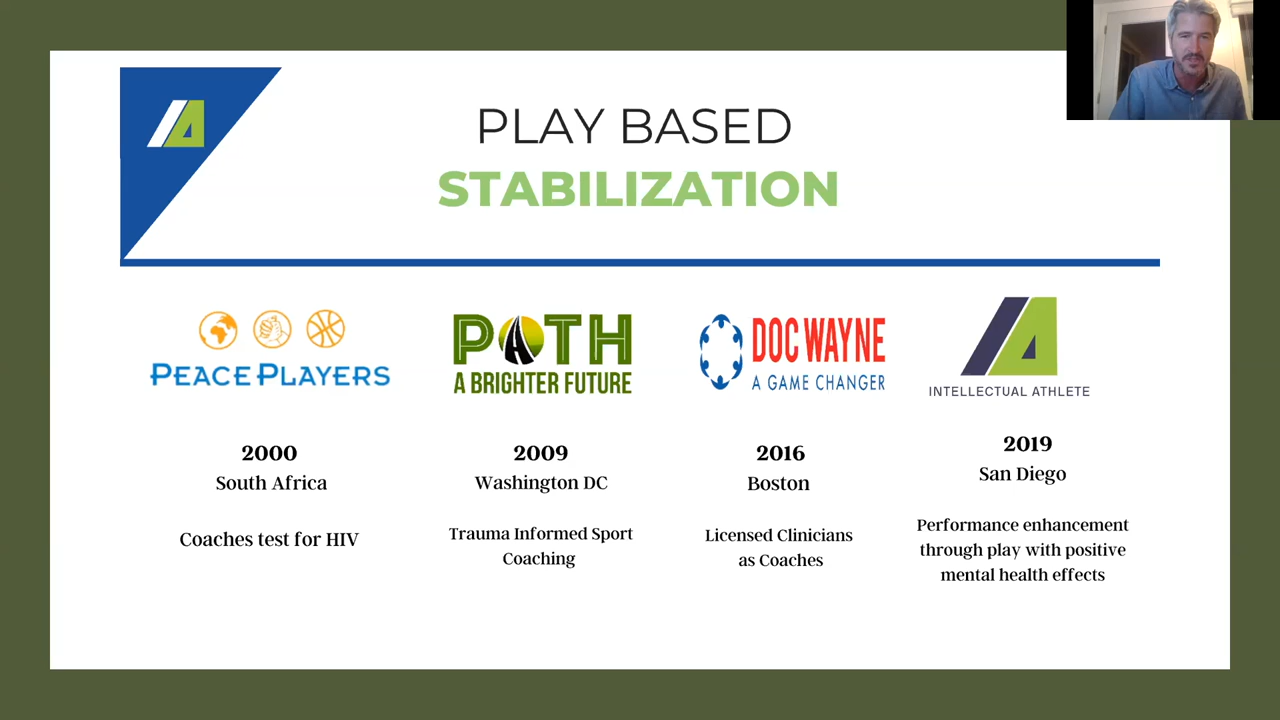 PLAY BASED
STABILIZATION
PEACEPLAYERS
PATH
A BRIGHTER FUTURE
DOC WAYNE
A GAME CHANGER
INTELLECTUAL ATHLETE
2000
South Africa
Coaches test for HIV
2009
Washington DC
Trauma Informed Sport
Coaching
2016
Boston
Licensed Clinicians
as Coaches
2019
San Diego
Performance enhancement
through play with positive
mental health effects